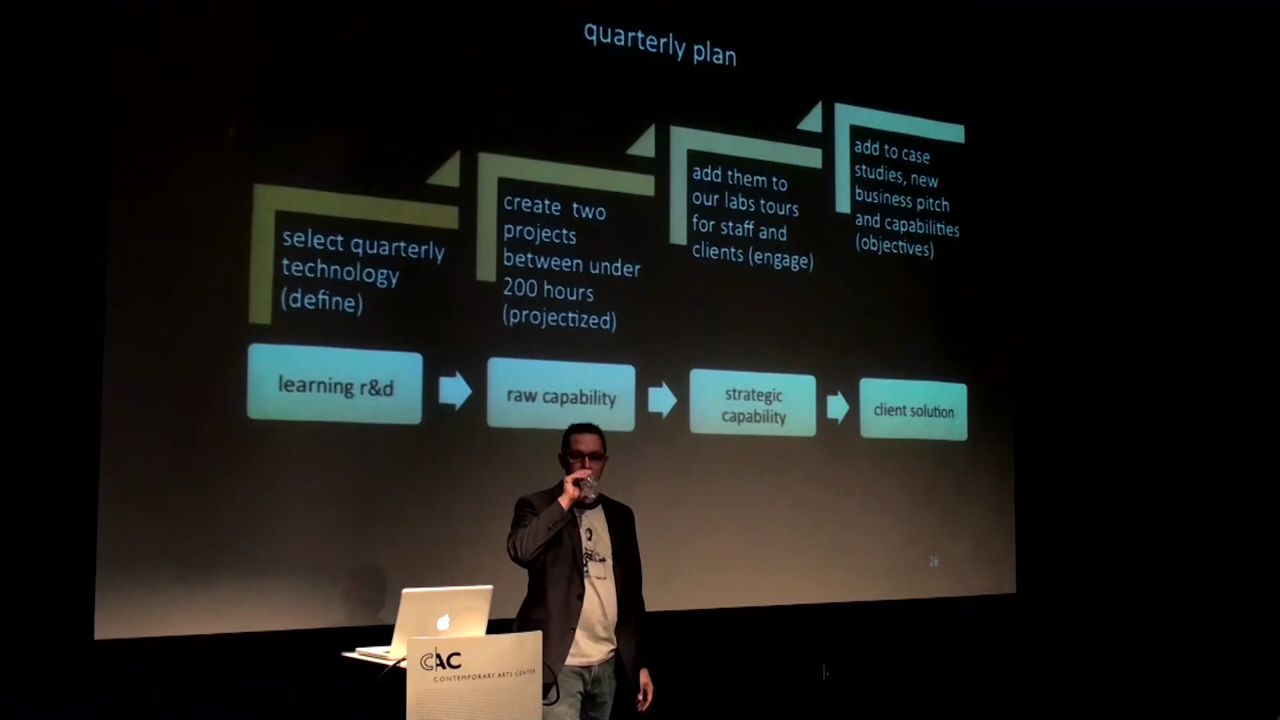 quarterly plan
select quarterly
technology
(define)
create two
projects
between under
200 hours
(projectized)
add them to
our labs tours
for staff and
clients (engage)
add to case
studies, new
business pitch
and capabilities
(objectives)
learning r&d
raw capability
strategic
capability
client solution
CAC
CONTEMPORARY ARTS CENTER